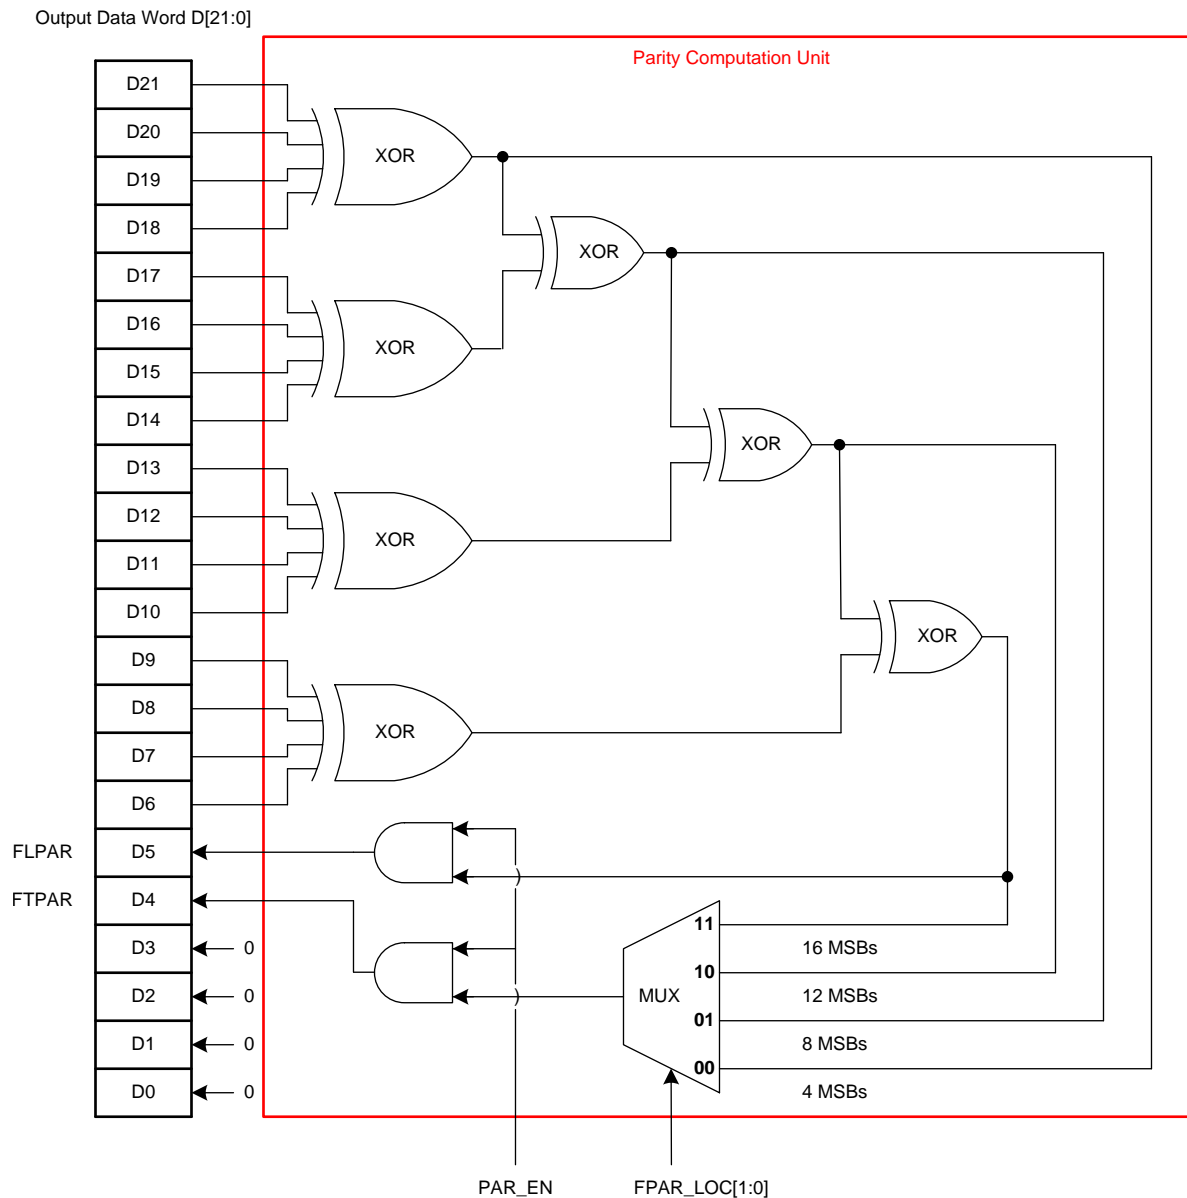 Output Data Word D[21:0]
Parity Computation Unit
D21
D20
XOR
D19
D18
XOR
D17
D16
XOR
D15
D14
D13
XOR
D12
XOR
D11
D10
D9
XOR
D8
XOR
D7
D6
FLPAR D5
FTPAR D4
11
D3 0
16 MSBs
10
D2 0
MUX
12 MSBs
01
D1 0
8 MSBs
00
D0 0
4 MSBs
PAR_EN
FPAR_LOC[1:0]